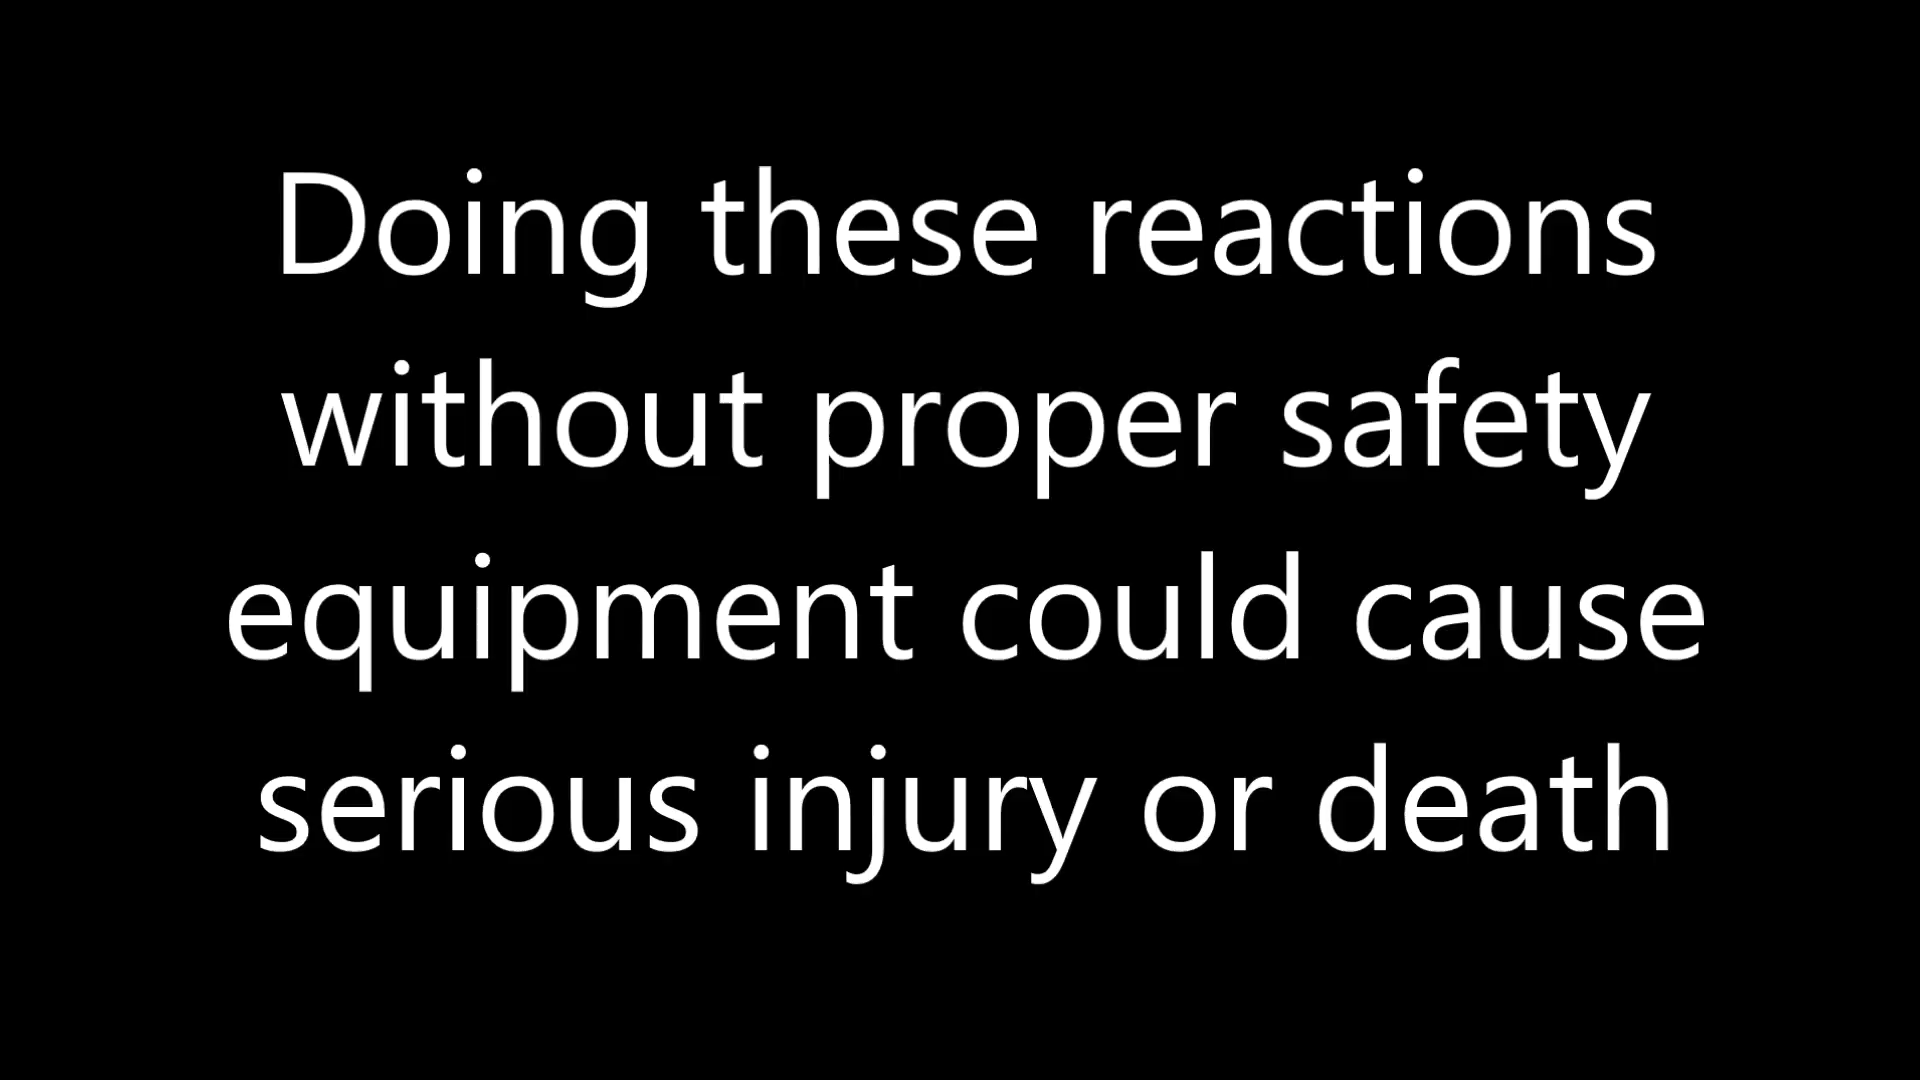 Doing these reactions
without proper safety
equipment could cause
serious injury or death